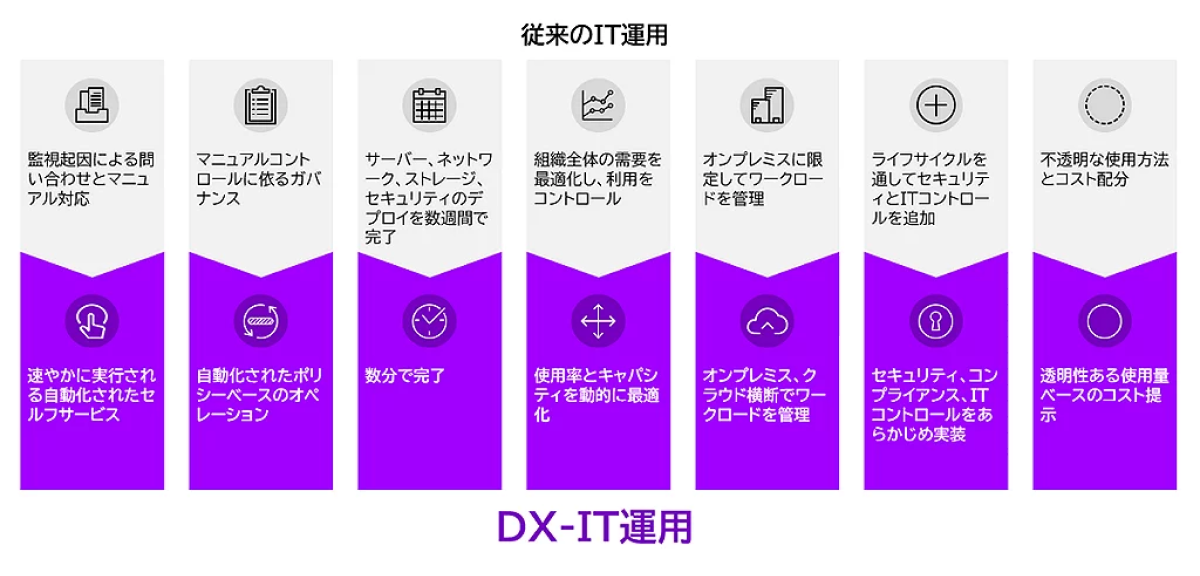 従来のIT運用
監視起因による問
い合わせとマニュ
アル対応
マニュアルコント
ロールに依るガバ
ナンス
サーバー、ネットワ
ーク、ストレージ、
セキュリティのデ
プロイを数週間で
完了
組織全体の需要を
最適化し、利用を
コントロール
オンプレミスに限
定してワークロー
ドを管理
ライフサイクルを
通してセキュリテ
ィとITコントロー
ルを追加
不透明な使用方法
とコスト配分
速やかに実行され
る自動化されたセ
ルフサービス
自動化されたポリ
シーベースのオペ
レーション
数分で完了
使用率とキャパシ
ティを動的に最適
化
オンプレミス、ク
ラウド横断でワー
クロードを管理
セキュリティ、コン
プライアンス、IT
コントロールをあ
らかじめ実装
透明性ある使用量
ベースのコスト提
示
DX-IT運用